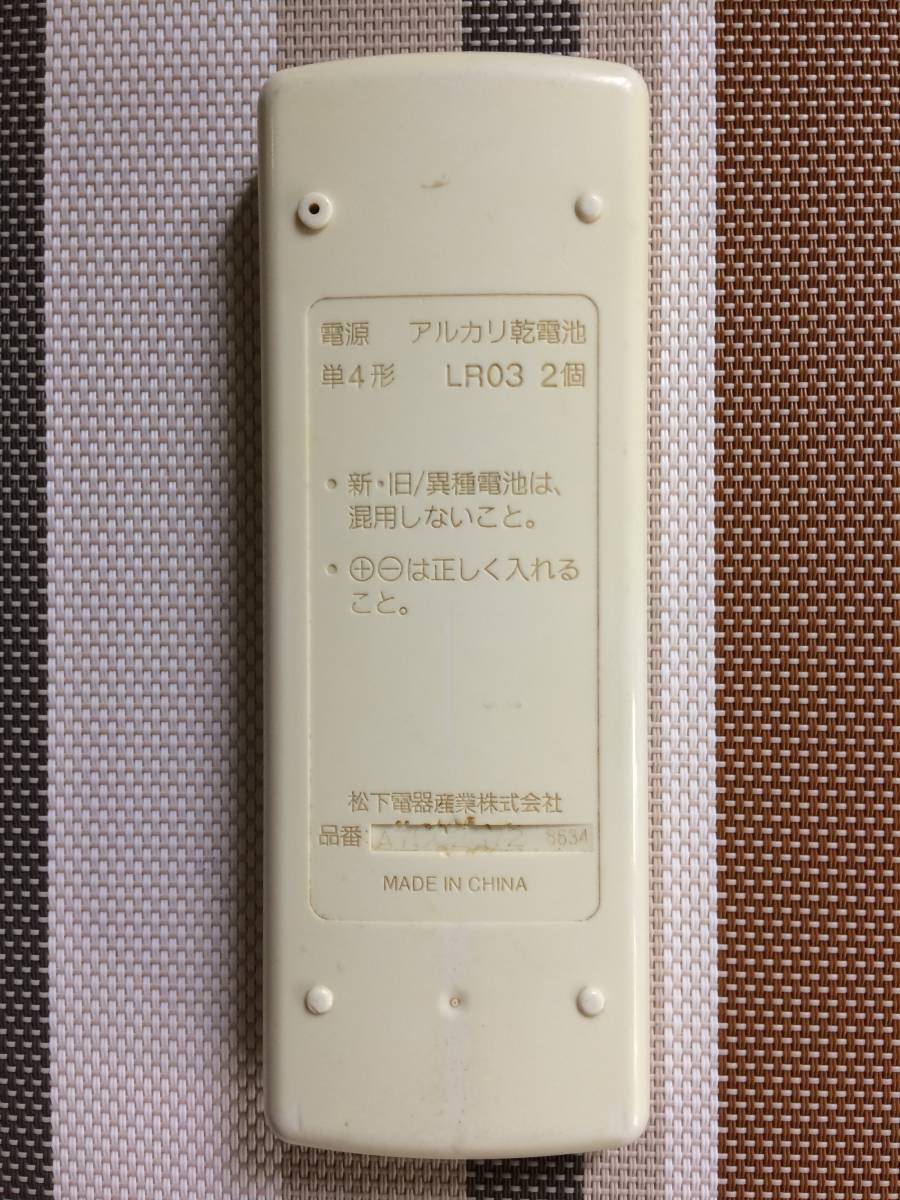 電源 アルカリ乾電池
単4形 LR03 2個
・新・旧/異種電池は、
混用しないこと。
・⊕⊖は正しく入れる
こと。
松下電器産業株式会社
品番: 8634
MADE IN CHINA